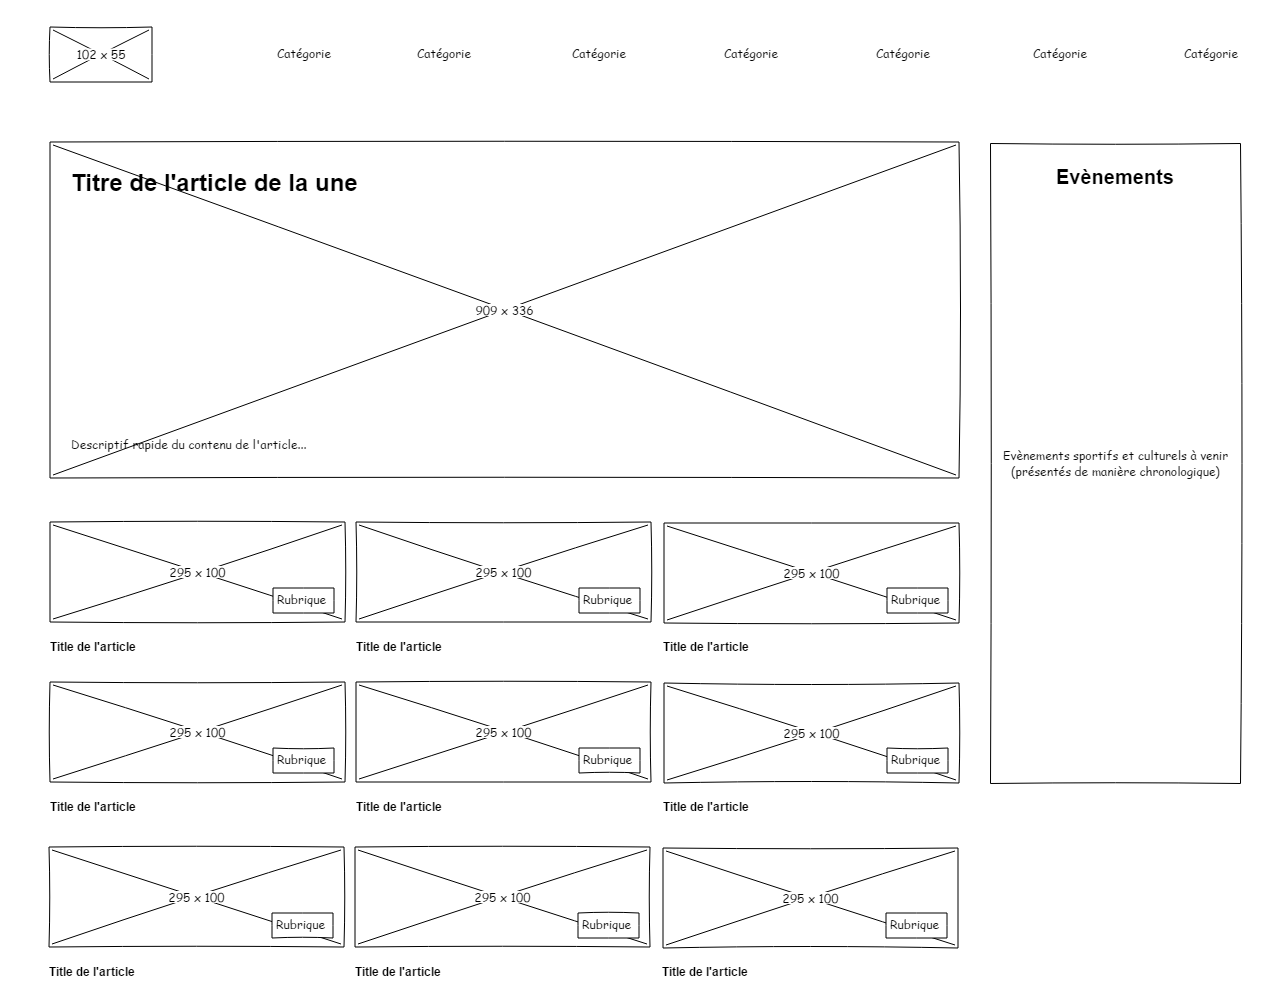 102 x 55
Catégorie
Catégorie
Catégorie
Catégorie
Catégorie
Catégorie
Catégorie
Titre de l'article de la une
909 x 336
Descriptif rapide du contenu de l'article...
Evènements
Evènements sportifs et culturels à venir
(présentés de manière chronologique)
295 x 100
Rubrique
Title de l'article
295 x 100
Rubrique
Title de l'article
295 x 100
Rubrique
Title de l'article
295 x 100
Rubrique
Title de l'article
295 x 100
Rubrique
Title de l'article
295 x 100
Rubrique
Title de l'article
295 x 100
Rubrique
Title de l'article
295 x 100
Rubrique
Title de l'article
295 x 100
Rubrique
Title de l'article